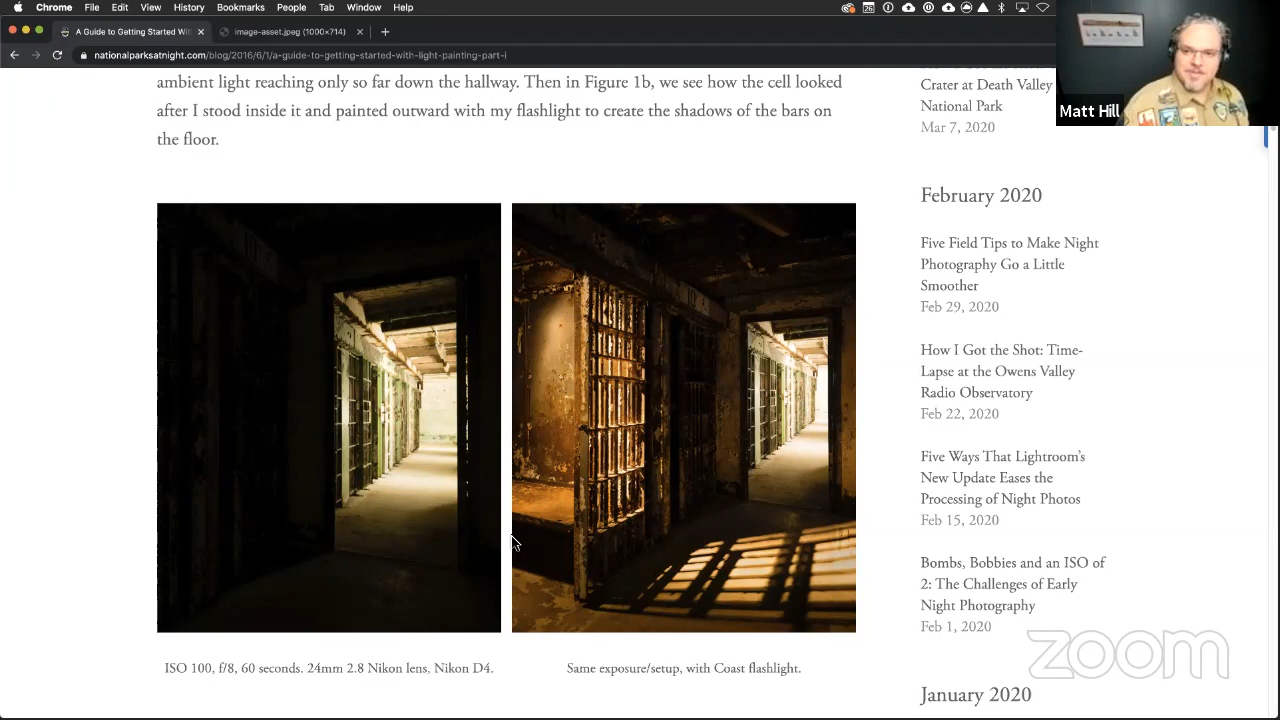 Chrome File Edit View History Bookmarks People Tab Window Help
A Guide to Getting Started With
image-asset.jpeg (1000×714)
nationalparksatnight.com/blog/2016/6/1/a-guide-to-getting-started-with-light-painting-part-i
ambient light reaching only so far down the hallway. Then in Figure 1b, we see how the cell looked
after I stood inside it and painted outward with my flashlight to create the shadows of the bars on
the floor.
ISO 100, f/8, 60 seconds. 24mm 2.8 Nikon lens, Nikon D4.
Same exposure/setup, with Coast flashlight.
Crater at Death Valley
National Park
Mar 7, 2020
February 2020
Five Field Tips to Make Night
Photography Go a Little
Smoother
Feb 29, 2020
How I Got the Shot: Time-
Lapse at the Owens Valley
Radio Observatory
Feb 22, 2020
Five Ways That Lightroom's
New Update Eases the
Processing of Night Photos
Feb 15, 2020
Bombs, Bobbies and an ISO of
2: The Challenges of Early
Night Photography
Feb 1, 2020
January 2020
Matt Hill
zoom